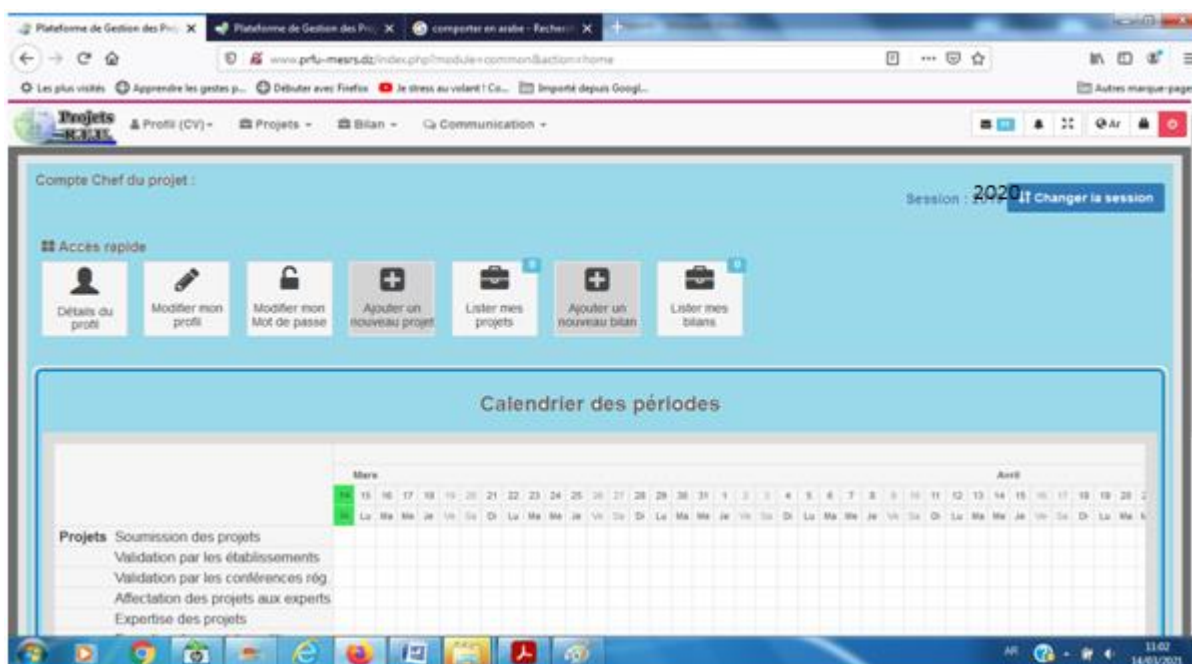 Plateforme de Gestion des Pro X
Plateforme de Gestion des Pro X
comporter en arabe - Recher X
www.prfu-mesrs.dz/index.php?module=common&action=home
Les plus visités
Apprendre les gestes p...
Débuter avec Firefox
Je stress au volant ! Co...
Importé depuis Googl...
Autres marque-page
Projets
P.R.F.U.
Profil (CV)
Projets
Bilan
Communication
Ar
Compte Chef du projet :
Session : 2020
Changer la session
Accès rapide
0
0
Détails du profil
Modifier mon profil
Modifier mon Mot de passe
Ajouter un nouveau projet
Lister mes projets
Ajouter un nouveau bilan
Lister mes bilans
Calendrier des périodes
Mars Avril
14 15 16 17 18 19 20 21 22 23 24 25 26 27 28 29 30 31 1 2 3 4 5 6 7 8 9 10 11 12 13 14 15 16 17 18 19 20
Di Lu Ma Me Je Ve Sa Di Lu Ma Me Je Ve Sa Di Lu Ma Me Je Ve Sa Di Lu Ma Me Je Ve Sa Di Lu Ma Me Je Ve Sa Di Lu Ma
Projets Soumission des projets
Validation par les établissements
Validation par les conférences rég
Affectation des projets aux experts
Expertise des projets
AR
11:02
14/03/2021